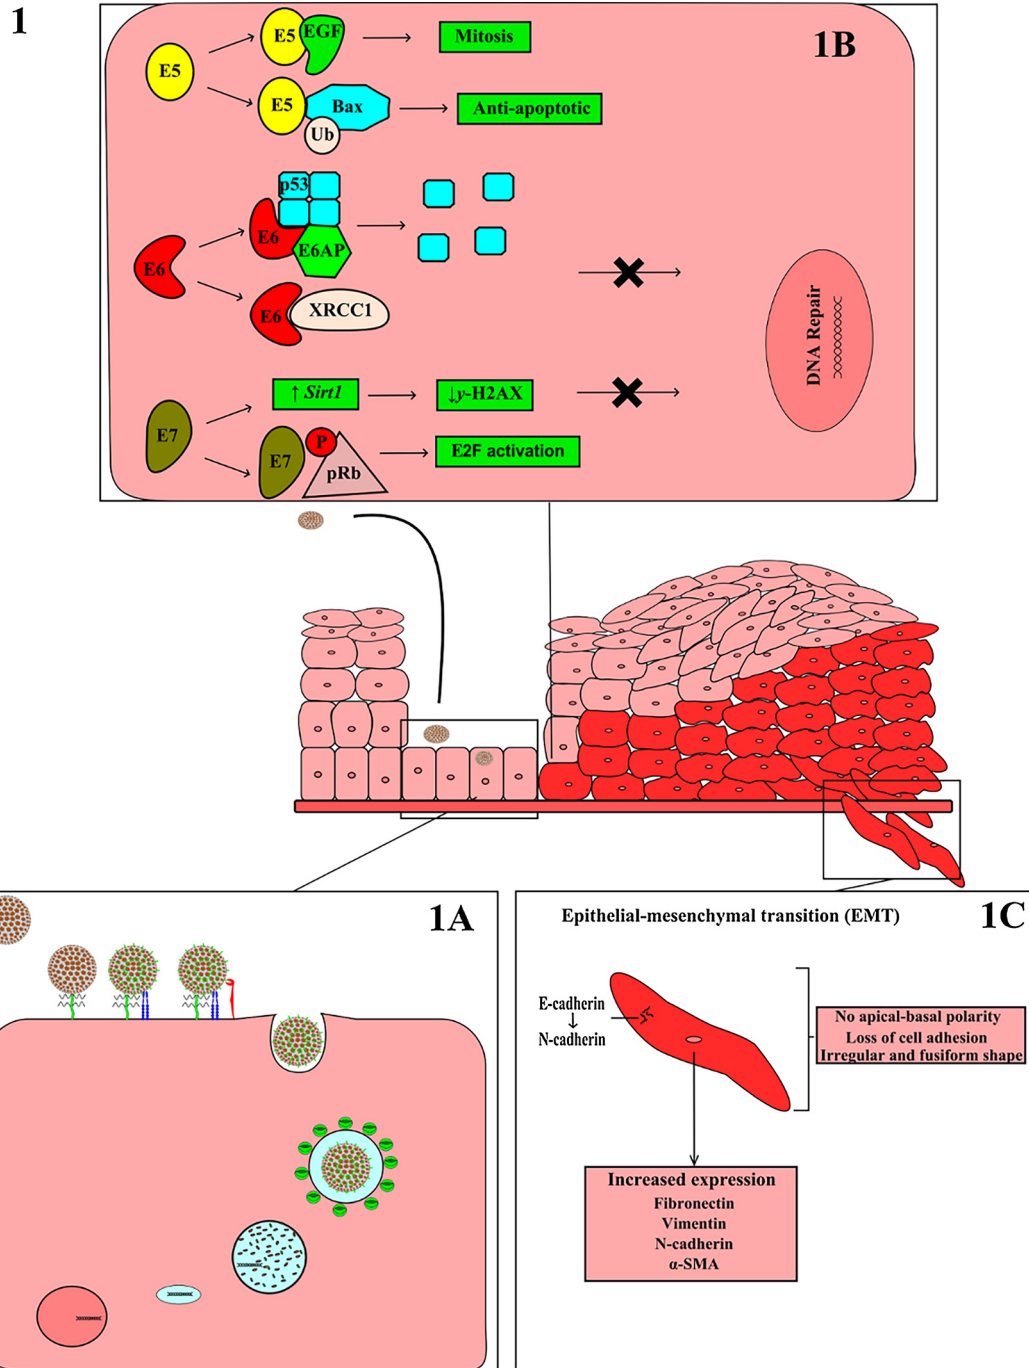 1
1B
E5
E5
EGF
Mitosis
E5
Bax
Ub
Anti-apoptotic
p53
E6
E6AP
E6
E6
XRCC1
DNA Repair
E7
↑ Sirt1
↓y-H2AX
E7
P
pRb
E2F activation
1A
1C
Epithelial-mesenchymal transition (EMT)
E-cadherin
↓
N-cadherin
No apical-basal polarity
Loss of cell adhesion
Irregular and fusiform shape
Increased expression
Fibronectin
Vimentin
N-cadherin
α-SMA